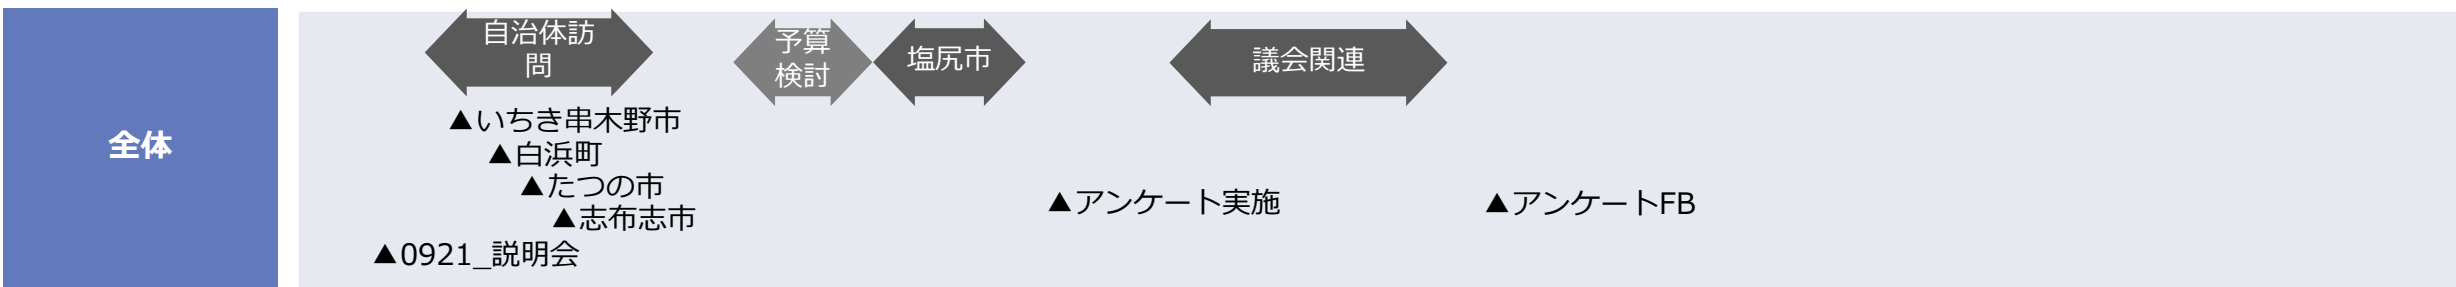 全体
自治体訪
問
予算
検討
塩尻市
議会関連
▲いちき串木野市
▲白浜町
▲たつの市
▲志布志市
▲0921_説明会
▲アンケート実施
▲アンケートFB